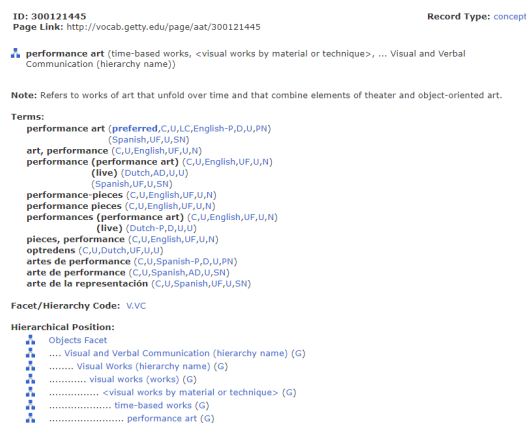 ID: 300121445 Record Type: concept
Page Link: http://vocab.getty.edu/page/aat/300121445
performance art (time-based works, <visual works by material or technique>, ... Visual and Verbal
Communication (hierarchy name))
Note: Refers to works of art that unfold over time and that combine elements of theater and object-oriented art.
Terms:
performance art (preferred,C,U,LC,English-P,D,U,PN)
(Spanish,UF,U,SN)
art, performance (C,U,English,UF,U,N)
performance (performance art) (C,U,English,UF,U,N)
(live) (Dutch,AD,U,U)
(Spanish,UF,U,SN)
performance-pieces (C,U,English,UF,U,N)
performance pieces (C,U,English,UF,U,N)
performances (performance art) (C,U,English,UF,U,N)
(live) (Dutch-P,D,U,U)
pieces, performance (C,U,English,UF,U,N)
optredens (C,U,Dutch,UF,U,U)
artes de performance (C,U,Spanish-P,D,U,PN)
arte de performance (C,U,Spanish,AD,U,SN)
arte de la representación (C,U,Spanish,UF,U,SN)
Facet/Hierarchy Code: V.VC
Hierarchical Position:
Objects Facet
.... Visual and Verbal Communication (hierarchy name) (G)
........ Visual Works (hierarchy name) (G)
............ visual works (works) (G)
................ <visual works by material or technique> (G)
.................... time-based works (G)
........................ performance art (G)